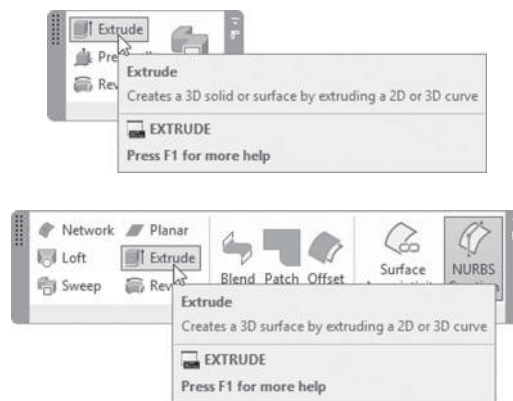 Extrude
Pre
Rev
Extrude
Creates a 3D solid or surface by extruding a 2D or 3D curve
EXTRUDE
Press F1 for more help
Network Planar
Loft Extrude
Sweep Rev
Blend Patch Offset
Surface
NURBS
Extrude
Creates a 3D surface by extruding a 2D or 3D curve
EXTRUDE
Press F1 for more help